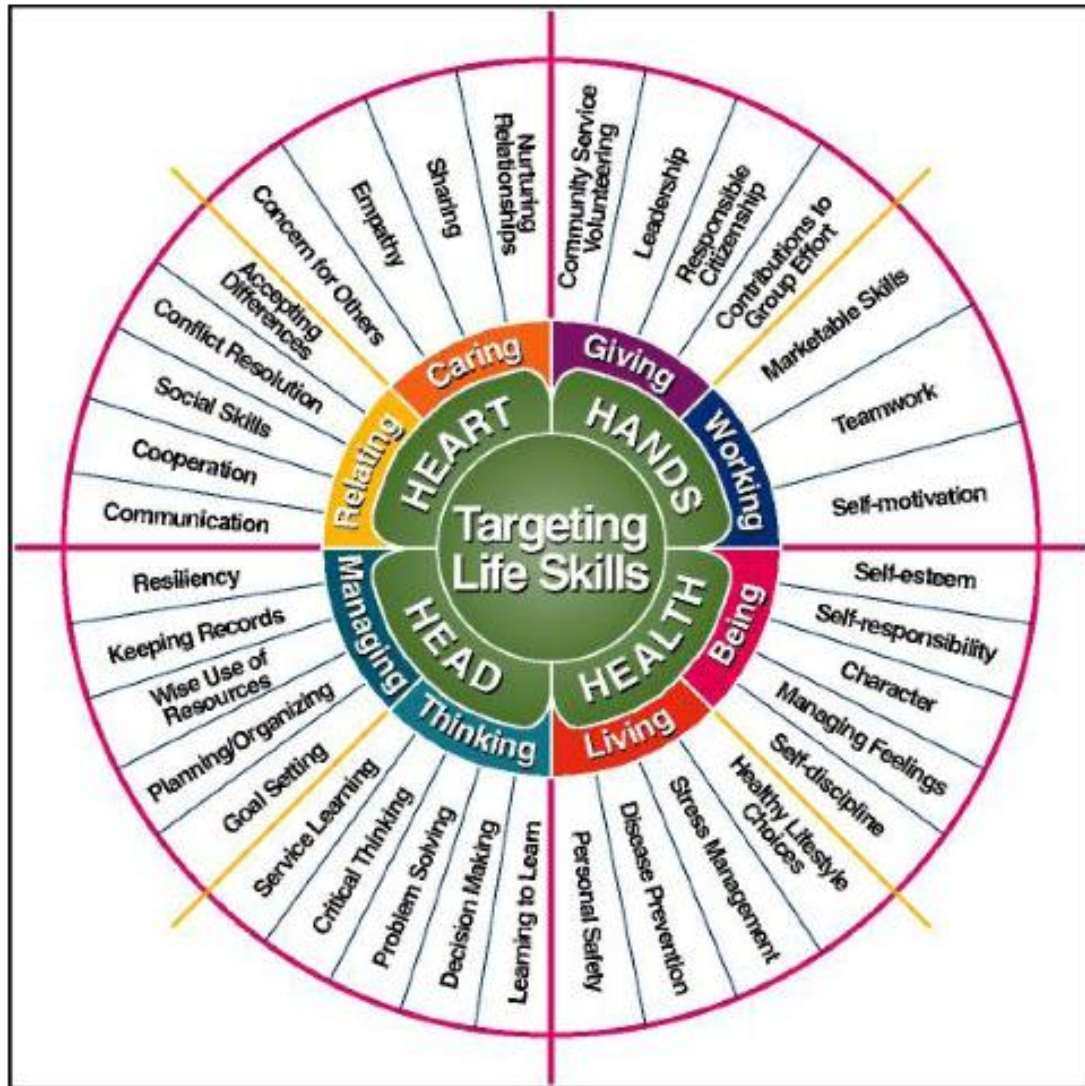 Targeting
Life Skills
HEART
HANDS
HEALTH
HEAD
Caring
Giving
Working
Being
Living
Thinking
Managing
Relating
Nurturing
Relationships
Sharing
Empathy
Concern for Others
Accepting
Differences
Conflict Resolution
Social Skills
Cooperation
Communication
Community Service
Volunteering
Leadership
Responsible
Citizenship
Contributions to
Group Effort
Marketable Skills
Teamwork
Self-motivation
Self-esteem
Self-responsibility
Character
Managing Feelings
Self-discipline
Healthy Lifestyle
Choices
Stress Management
Disease Prevention
Personal Safety
Learning to Learn
Decision Making
Problem Solving
Critical Thinking
Service Learning
Goal Setting
Planning/Organizing
Wise Use of
Resources
Keeping Records
Resiliency